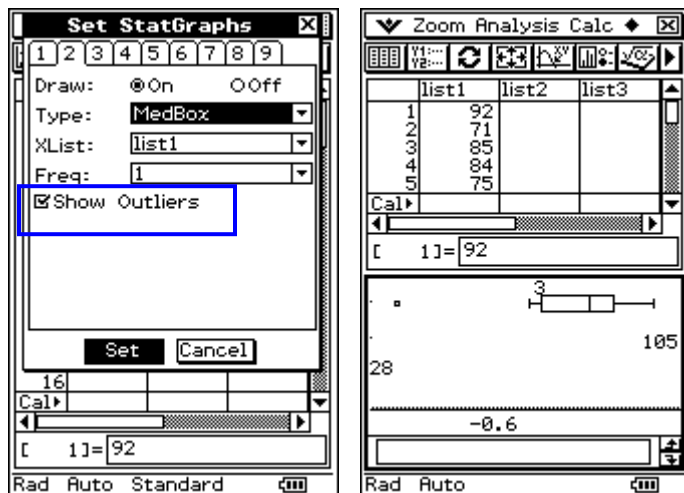 Set StatGraphs
1 2 3 4 5 6 7 8 9
Draw: On Off
Type: MedBox
XList: list1
Freq: 1
Show Outliers
Set Cancel
16
Cal
[ 1]= 92
Rad Auto Standard
Zoom Analysis Calc
list1 list2 list3
1 92
2 71
3 85
4 84
5 75
Cal
[ 1]= 92
3
105
28
-0.6
Rad Auto